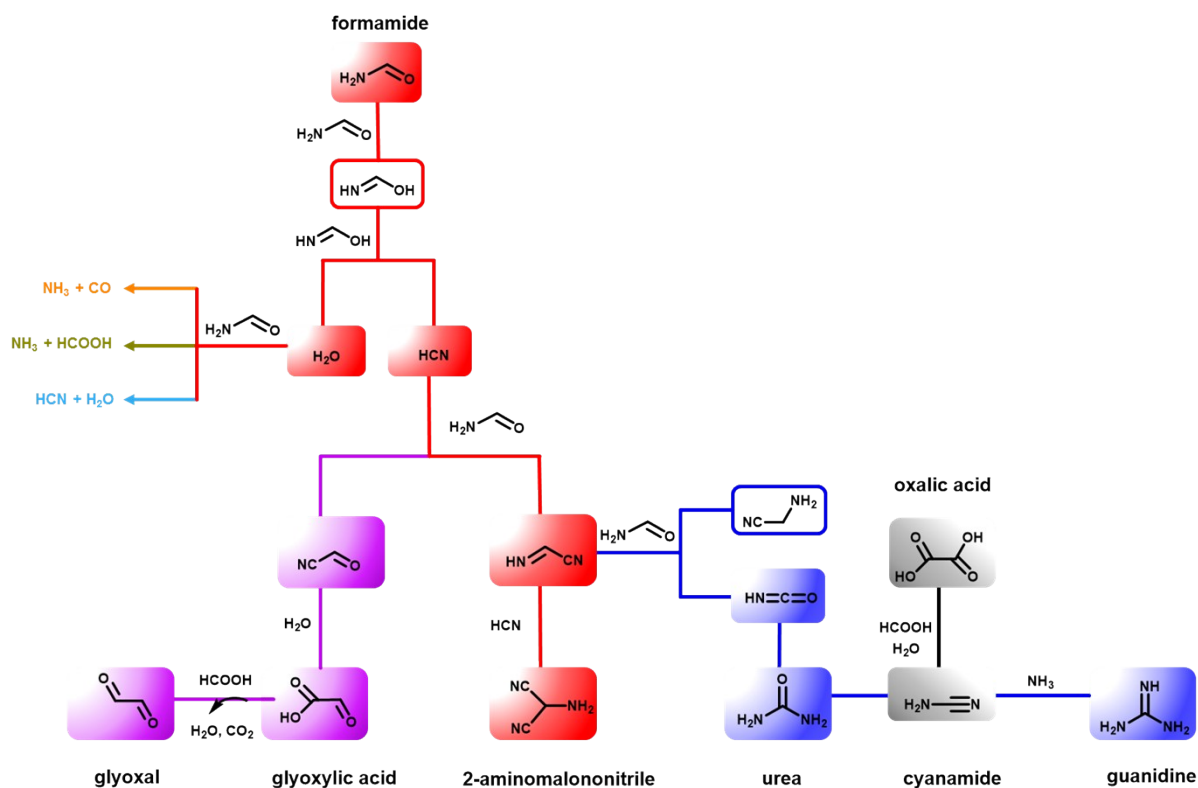 formamide
H₂N O
H₂N O
HN OH
HN OH
NH₃ + CO
H₂N O
NH₃ + HCOOH
H₂O
HCN
HCN + H₂O
H₂N O
oxalic acid
NH₂
NC
H₂N O
O OH
HO O
NC O
HN CN
HN C O
H₂O
HCN
HCOOH
H₂O
HCOOH
NH₃
O O
H₂O, CO₂
O HO O
NC NH₂
NC
O
H₂N NH₂
H₂N N
NH
H₂N NH₂
glyoxal
glyoxylic acid
2-aminomalononitrile
urea
cyanamide
guanidine